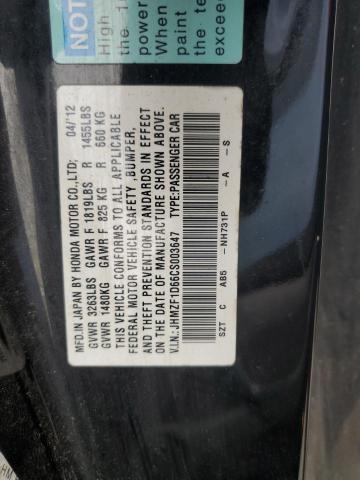 NOT
High
power
When
paint
the te
exceed
MFD.IN JAPAN BY HONDA MOTOR CO.,LTD; 04/'12
GVWR 3263LBS GAWR F 1819LBS R 1455LBS
GVWR 1480KG GAWR F 825 KG R 660 KG
THIS VEHICLE CONFORMS TO ALL APPLICABLE
FEDERAL MOTOR VEHICLE SAFETY ,BUMPER,
AND THEFT PREVENTION STANDARDS IN EFFECT
ON THE DATE OF MANUFACTURE SHOWN ABOVE.
V.I.N.: JHMZF1D66CS003647 TYPE:PASSENGER CAR
SZT C AB5 -NH731P -A -S